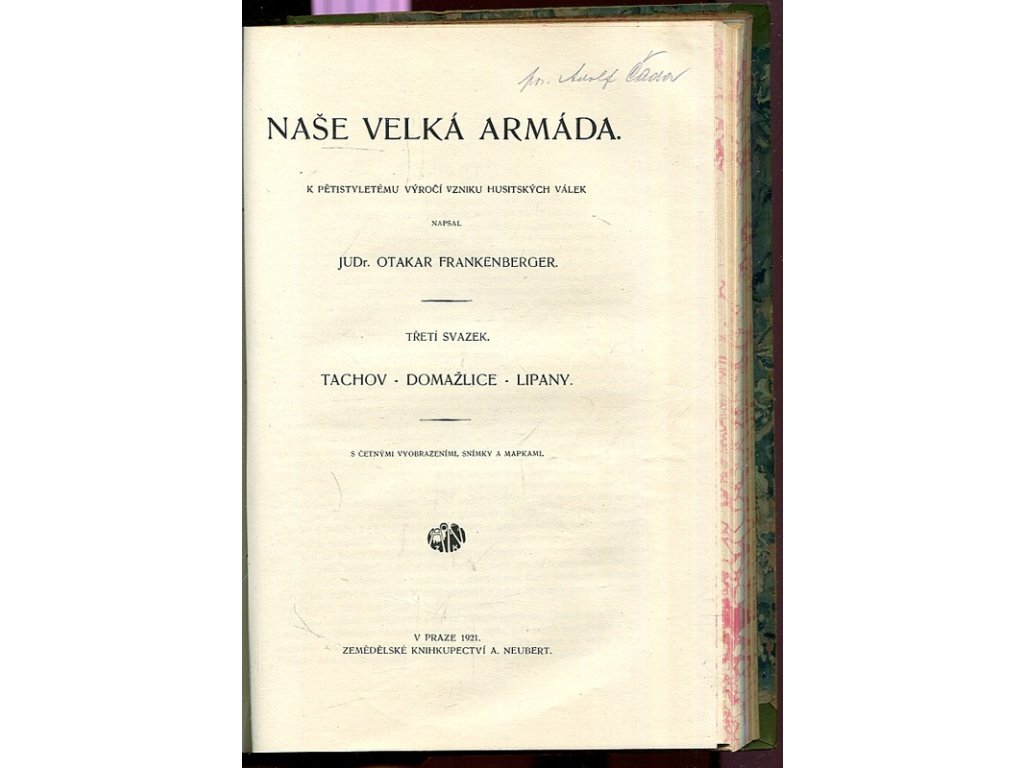 Adolf
NAŠE VELKÁ ARMÁDA.
K PĚTISTYLETÉMU VÝROČÍ VZNIKU HUSITSKÝCH VÁLEK
NAPSAL
JUDr. OTAKAR FRANKENBERGER.
TŘETÍ SVAZEK.
TACHOV - DOMAŽLICE - LIPANY.
S ČETNÝMI VYOBRAZENÍMI, SNÍMKY A MAPKAMI.
V PRAZE 1921.
ZEMĚDĚLSKÉ KNIHKUPECTVÍ A. NEUBERT.